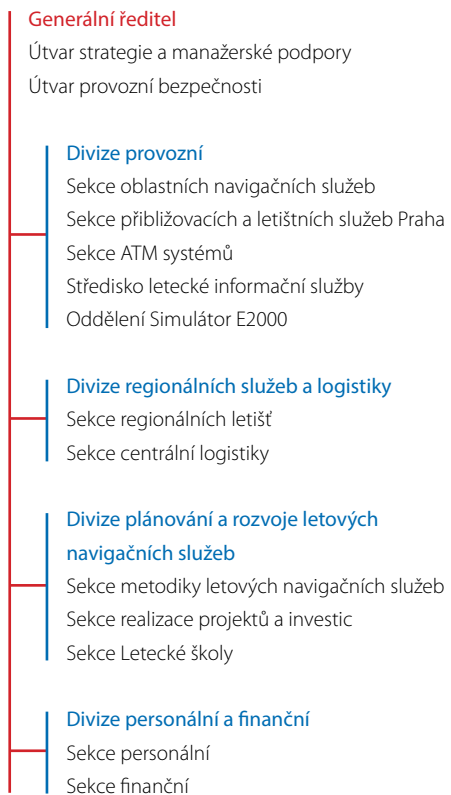 Generální ředitel
Útvar strategie a manažerské podpory
Útvar provozní bezpečnosti
Divize provozní
Sekce oblastních navigačních služeb
Sekce přibližovacích a letištních služeb Praha
Sekce ATM systémů
Středisko letecké informační služby
Oddělení Simulátor E2000
Divize regionálních služeb a logistiky
Sekce regionálních letišť
Sekce centrální logistiky
Divize plánování a rozvoje letových
navigačních služeb
Sekce metodiky letových navigačních služeb
Sekce realizace projektů a investic
Sekce Letecké školy
Divize personální a finanční
Sekce personální
Sekce finanční